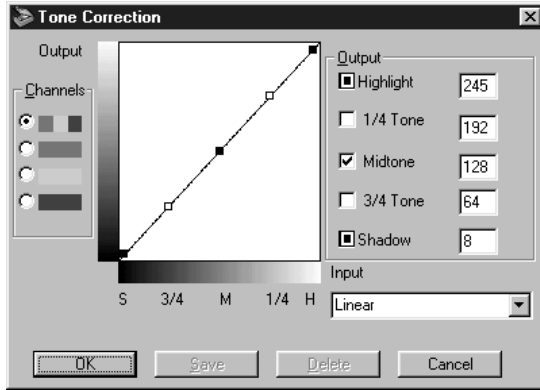 Tone Correction
Output
Channels
S 3/4 M 1/4 H
Output
Highlight 245
1/4 Tone 192
Midtone 128
3/4 Tone 64
Shadow 8
Input
Linear
OK Save Delete Cancel